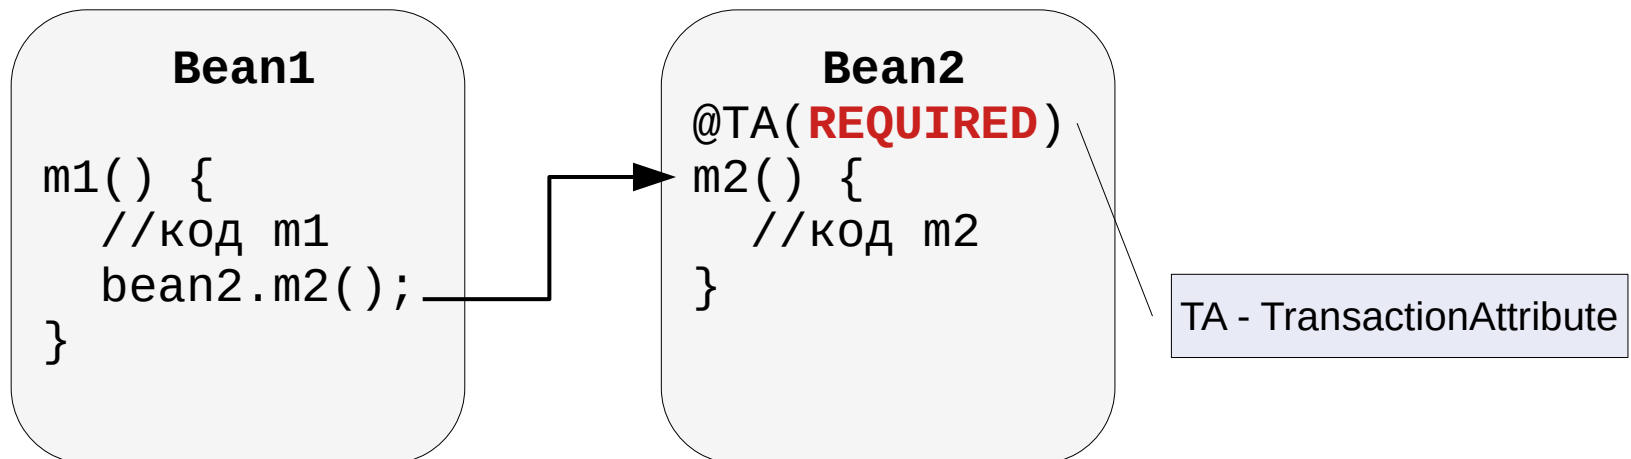 Bean1
m1() {
//код m1
bean2.m2();
}
Bean2
@TA(REQUIRED)
m2() {
//код m2
}
TA - TransactionAttribute